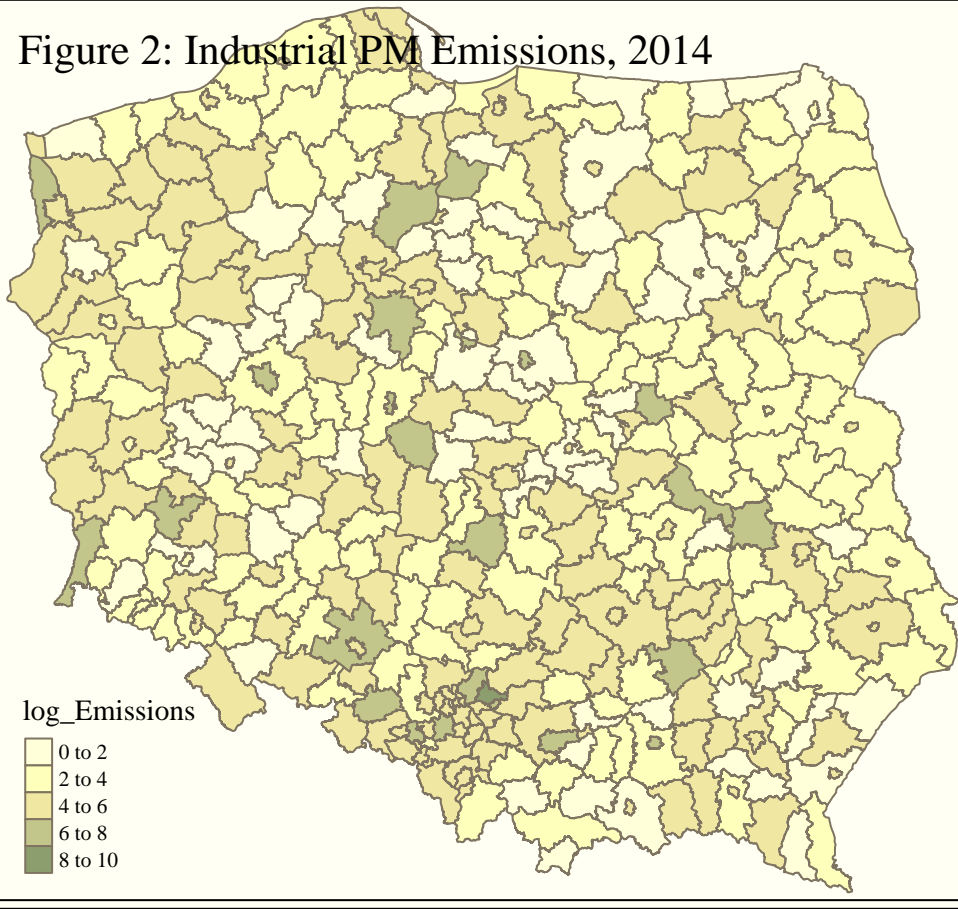 Figure 2: Industrial PM Emissions, 2014
log_Emissions
0 to 2
2 to 4
4 to 6
6 to 8
8 to 10